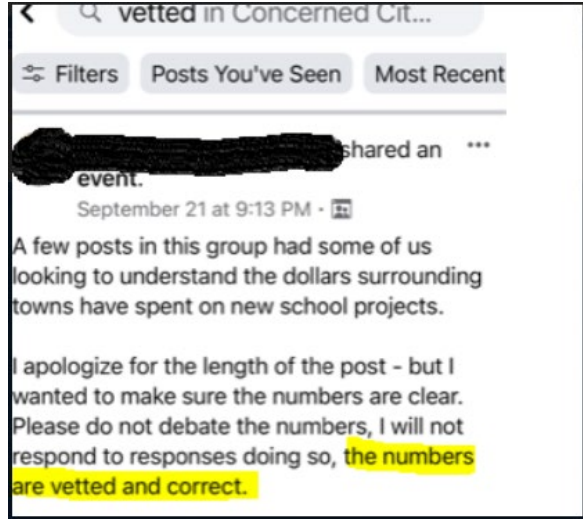 vetted in Concerned Cit...
Filters Posts You've Seen Most Recent
shared an
event.
September 21 at 9:13 PM ·
A few posts in this group had some of us
looking to understand the dollars surrounding
towns have spent on new school projects.
I apologize for the length of the post - but I
wanted to make sure the numbers are clear.
Please do not debate the numbers, I will not
respond to responses doing so, the numbers
are vetted and correct.